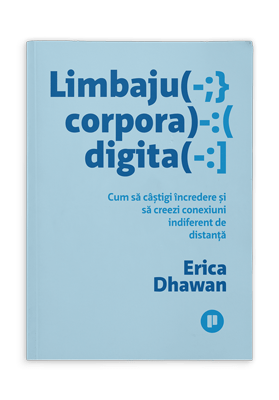 Limbaju(-;}
corpora)-:(
digita(-:]
Cum să câștigi încredere și
să creezi conexiuni
indiferent de
distanță
Erica
Dhawan